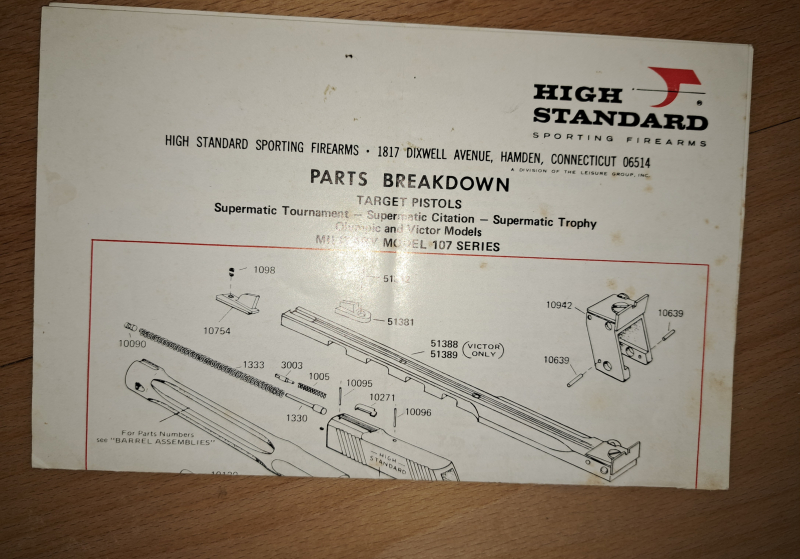 HIGH
STANDARD
SPORTING FIREARMS
HIGH STANDARD SPORTING FIREARMS • 1817 DIXWELL AVENUE, HAMDEN, CONNECTICUT 06514
A DIVISION OF THE LEISURE GROUP, INC.
PARTS BREAKDOWN
TARGET PISTOLS
Supermatic Tournament — Supermatic Citation — Supermatic Trophy
Olympic and Victor Models
MILITARY MODEL 107 SERIES
1098
10754
51381
51388
51389
(VICTOR ONLY)
10942
10639
10639
10090
1333
3003
1005
10095
10271
1330
10096
For Parts Numbers
see "BARREL ASSEMBLIES"
HIGH
STANDARD